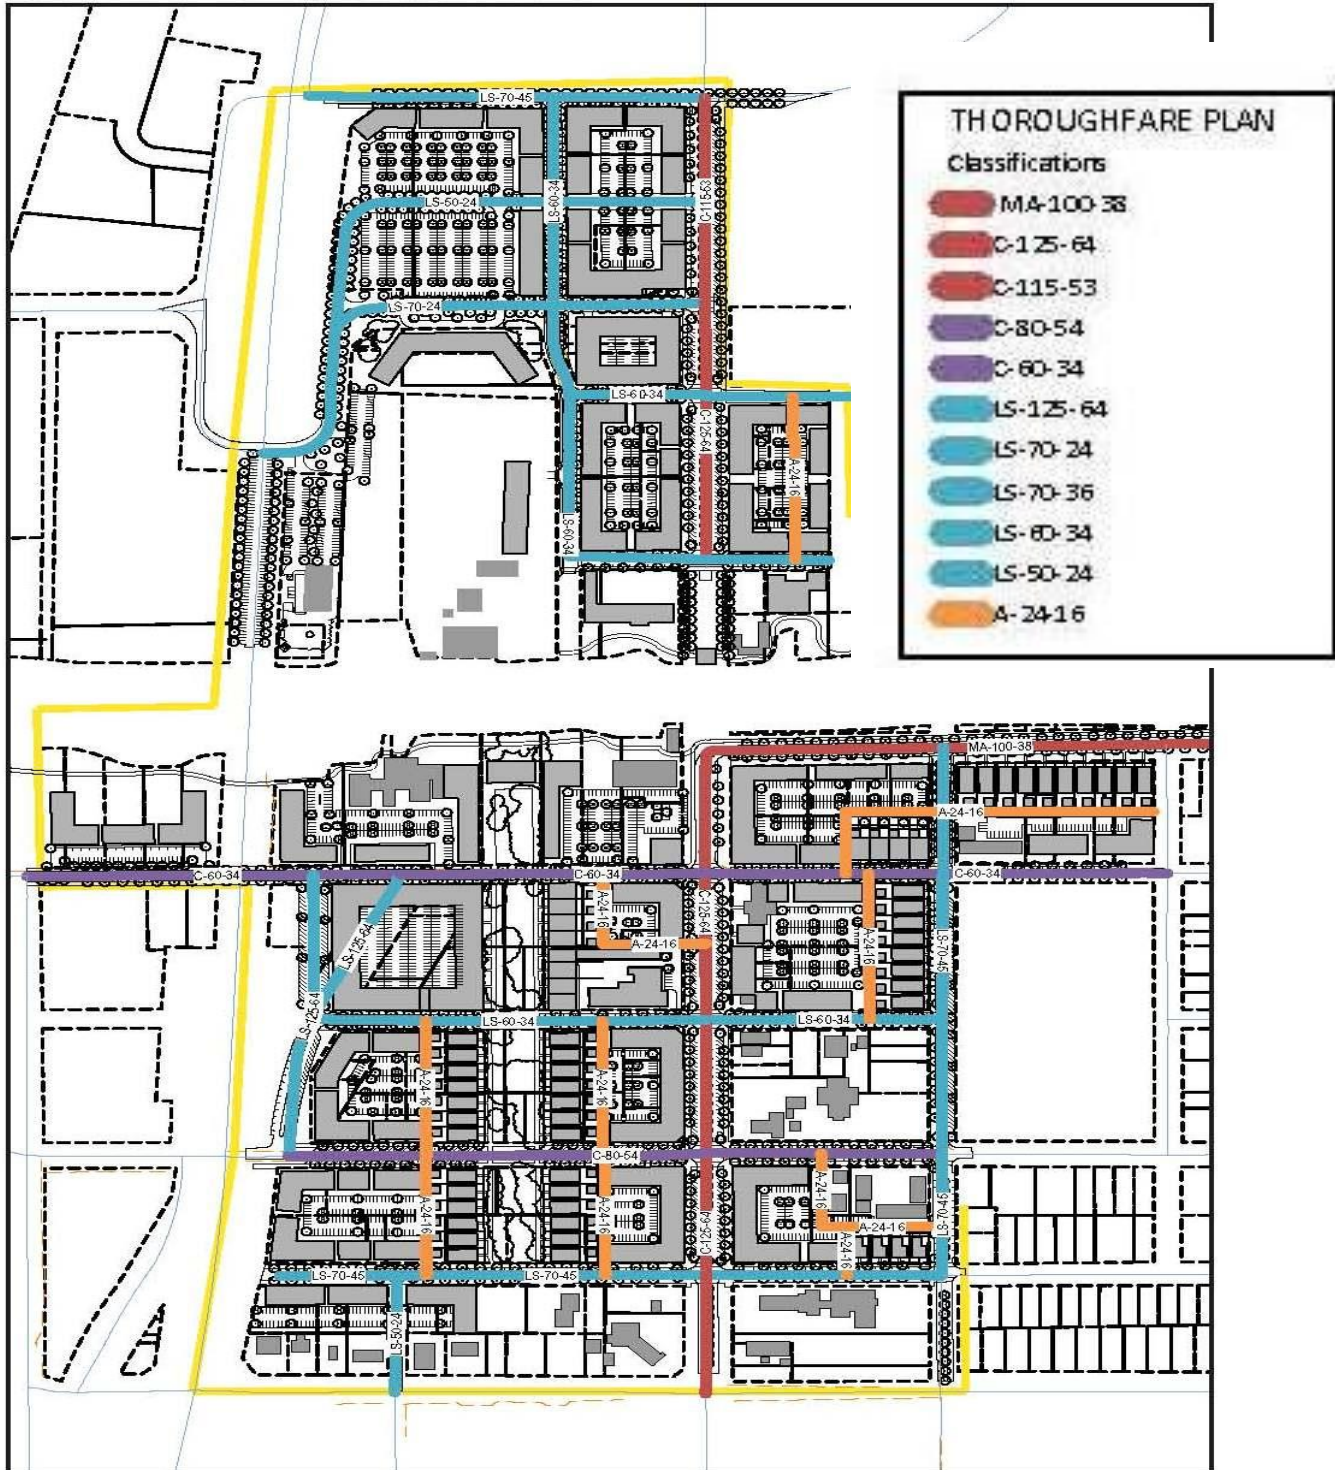 THOROUGHFARE PLAN
Classifications
MA-100-38
C-125-64
C-115-53
C-80-54
C-60-34
LS-125-64
LS-70-24
LS-70-36
LS-60-34
LS-50-24
A-24-16
LS-70-45
LS-60-34
C-115-53
LS-50-24
LS-70-24
LS-60-34
C-125-64
A-24-16
LS-60-34
MA-100-38
A-24-16
C-60-34
C-60-34
C-60-34
A-24-16
C-125-64
LS-125-64
A-24-16
A-24-16
LS-70-45
LS-125-64
LS-60-34
LS-60-34
A-24-16
A-24-16
C-80-54
A-24-16
A-24-16
A-24-16
LS-70-45
C-125-64
A-24-16
A-24-16
LS-70-45
LS-70-45
LS-50-24